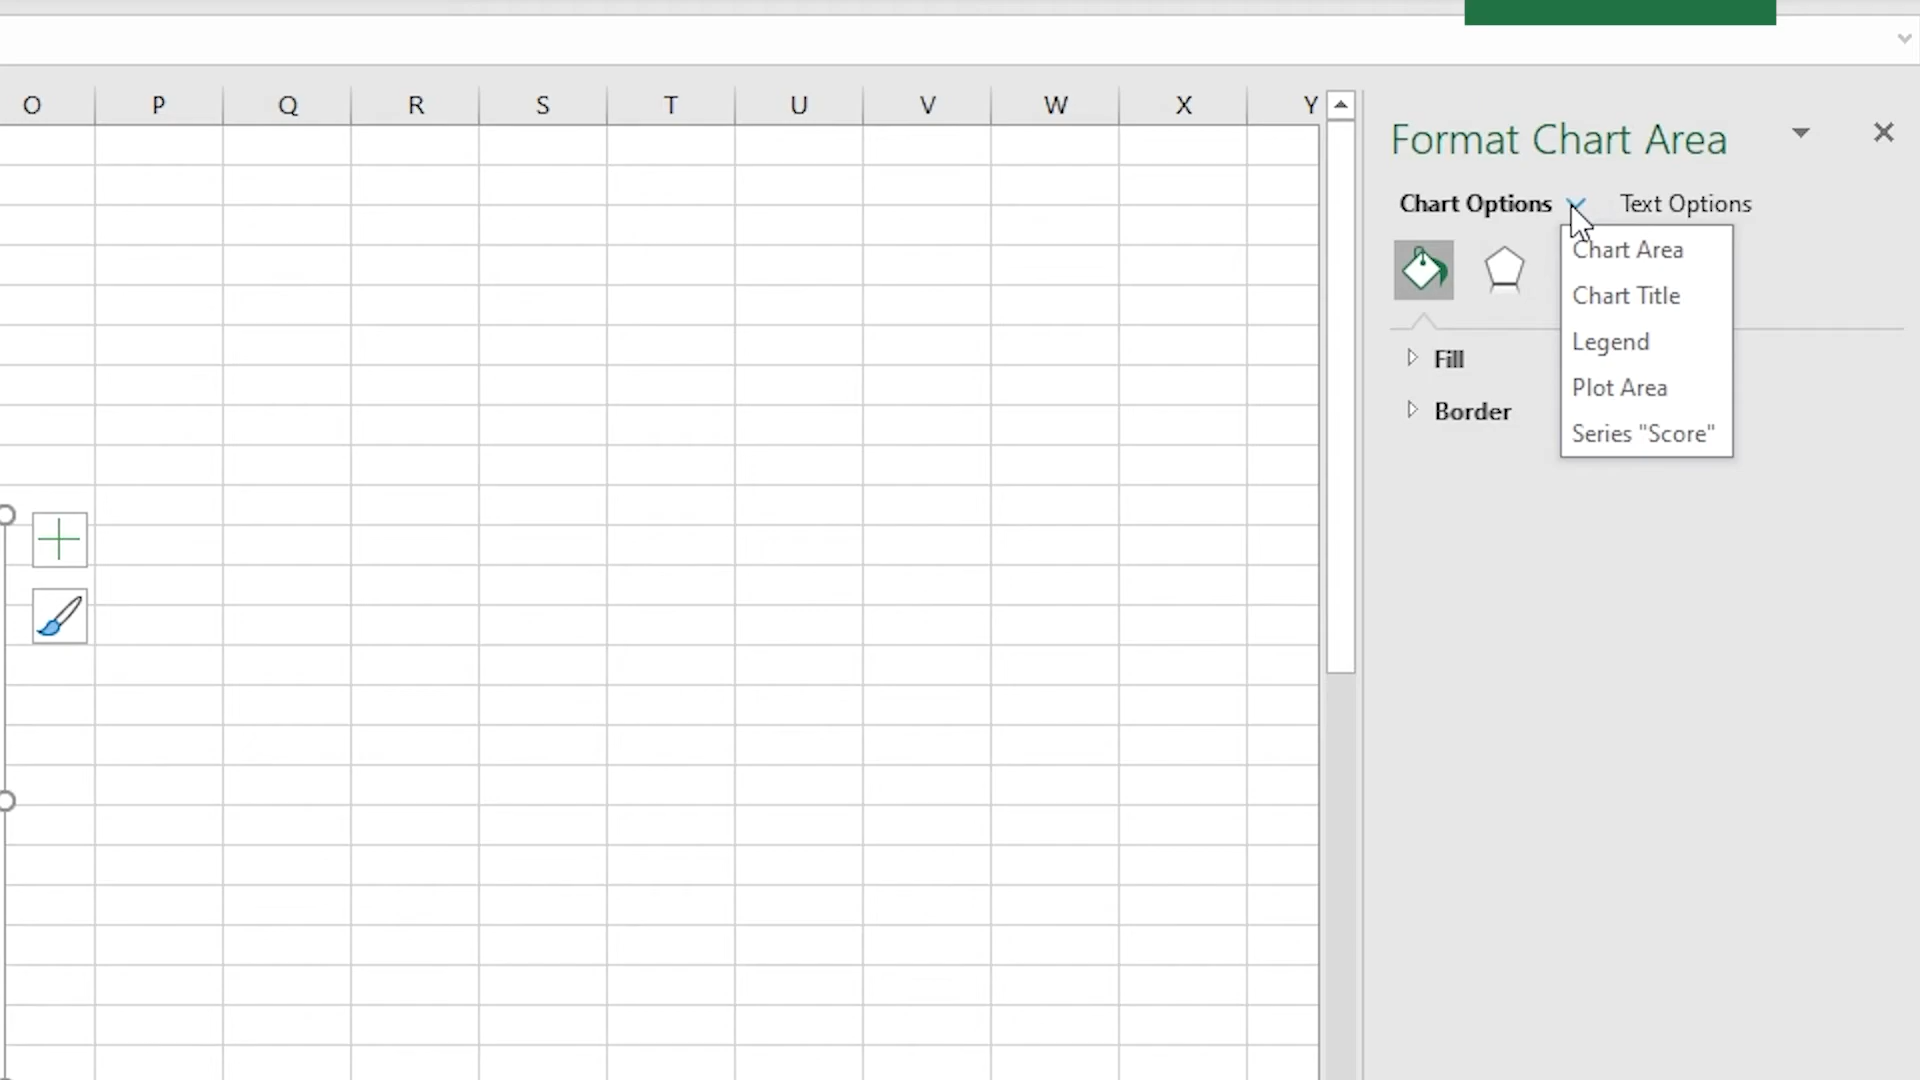 O P Q R S T U V W X Y
Format Chart Area
Chart Options Text Options
Chart Area
Chart Title
Legend
Plot Area
Series "Score"
Fill
Border